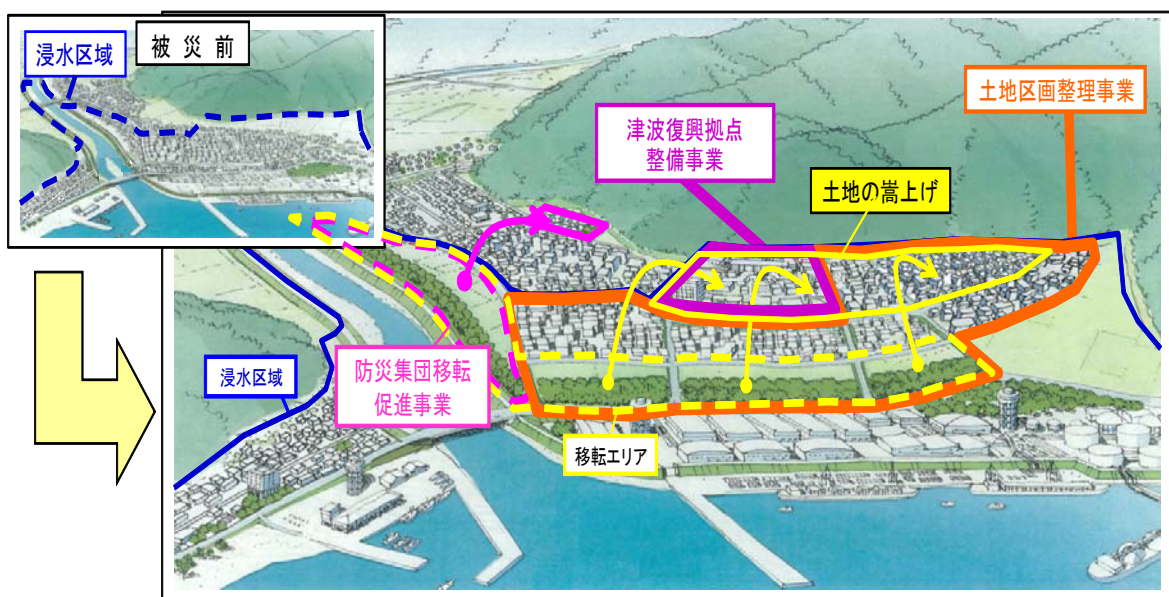 被災前
浸水区域
土地区画整理事業
津波復興拠点
整備事業
土地の嵩上げ
防災集団移転
促進事業
浸水区域
移転エリア